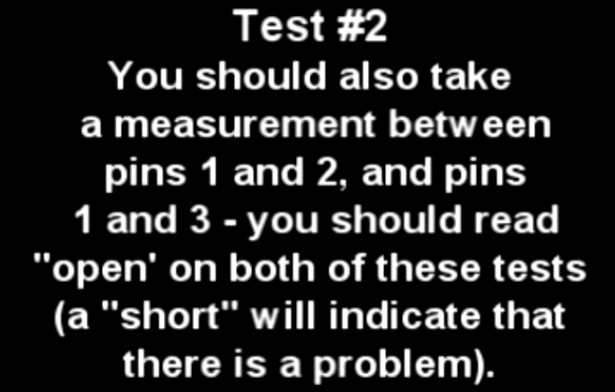 Test #2
You should also take
a measurement between
pins 1 and 2, and pins
1 and 3 - you should read
"open' on both of these tests
(a "short" will indicate that
there is a problem).